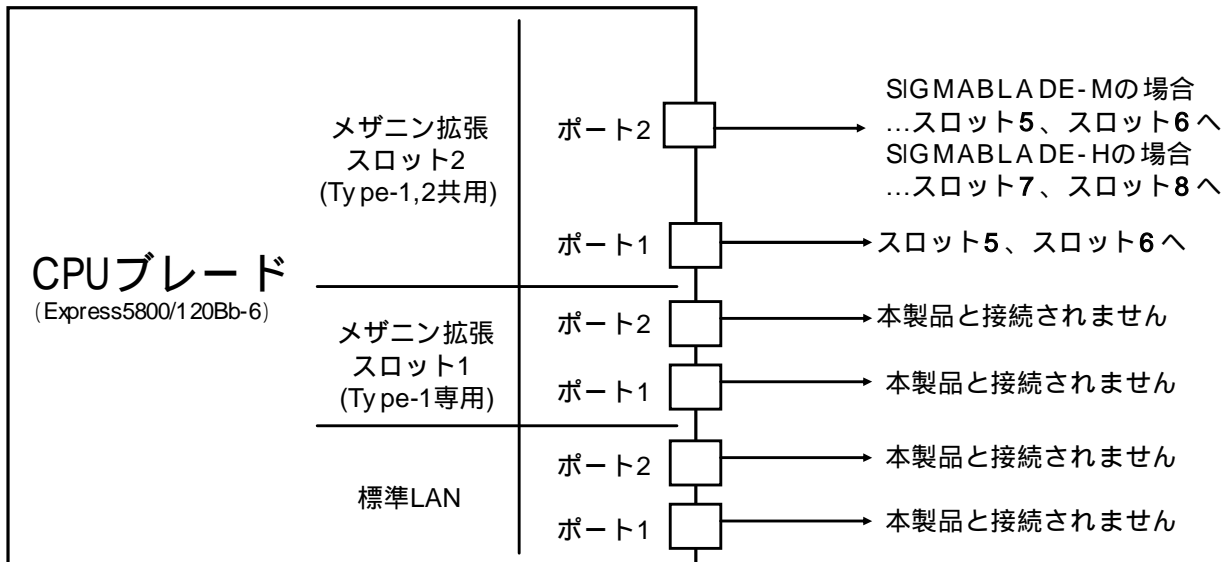 CPUブレード
(Express5800/120Bb-6)
メザニン拡張
スロット2
(Type-1,2共用)
ポート2
SIGMABLADE-Mの場合
…スロット5、スロット6へ
SIGMABLADE-Hの場合
…スロット7、スロット8へ
ポート1
スロット5、スロット6へ
メザニン拡張
スロット1
(Type-1専用)
ポート2
本製品と接続されません
ポート1
本製品と接続されません
標準LAN
ポート2
本製品と接続されません
ポート1
本製品と接続されません